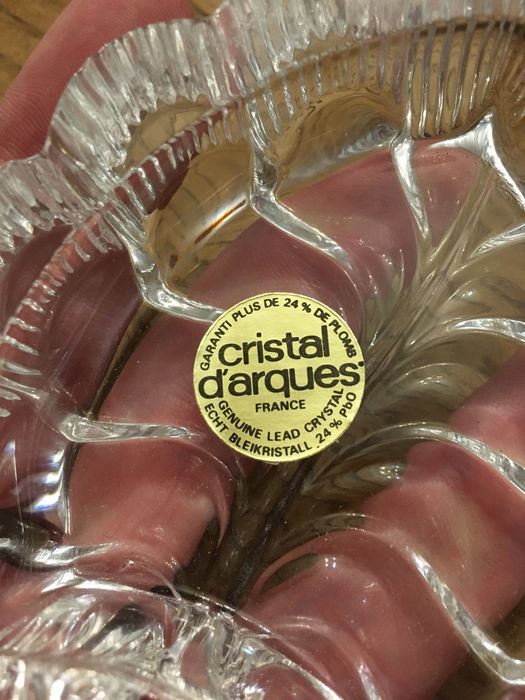 GARANTI PLUS DE 24 % DE PLOMB
cristal
d'arques
FRANCE
GENUINE LEAD CRYSTAL
ECHT BLEIKRISTALL 24 % PbO